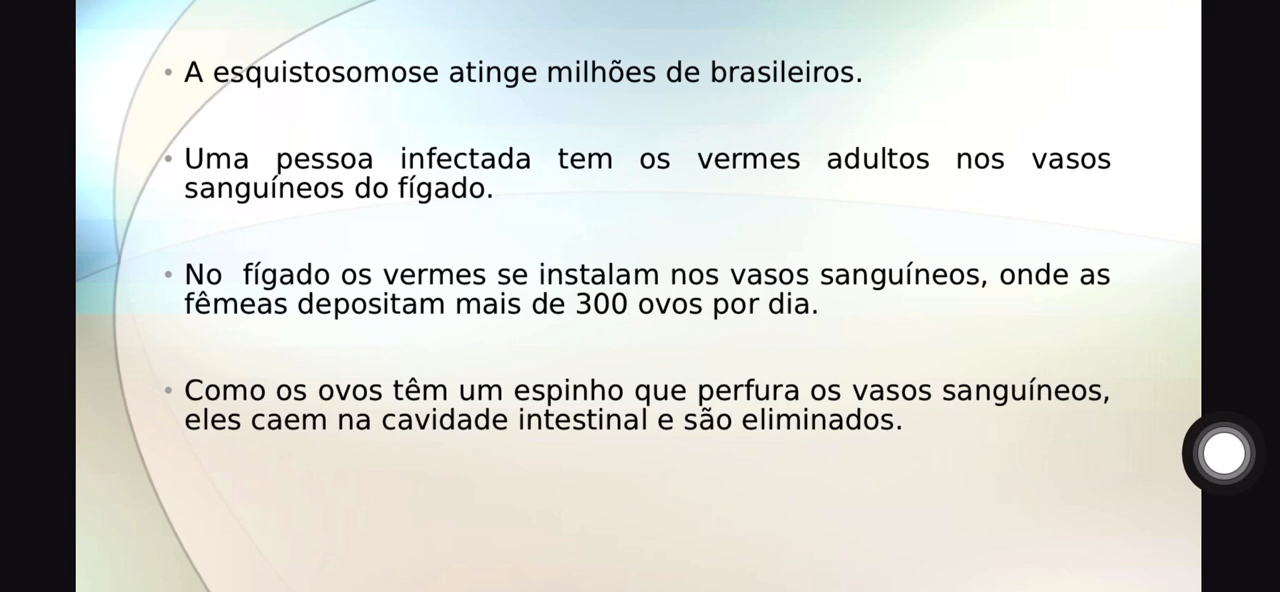 • A esquistosomose atinge milhões de brasileiros.
• Uma pessoa infectada tem os vermes adultos nos vasos
sanguíneos do fígado.
• No fígado os vermes se instalam nos vasos sanguíneos, onde as
fêmeas depositam mais de 300 ovos por dia.
• Como os ovos têm um espinho que perfura os vasos sanguíneos,
eles caem na cavidade intestinal e são eliminados.